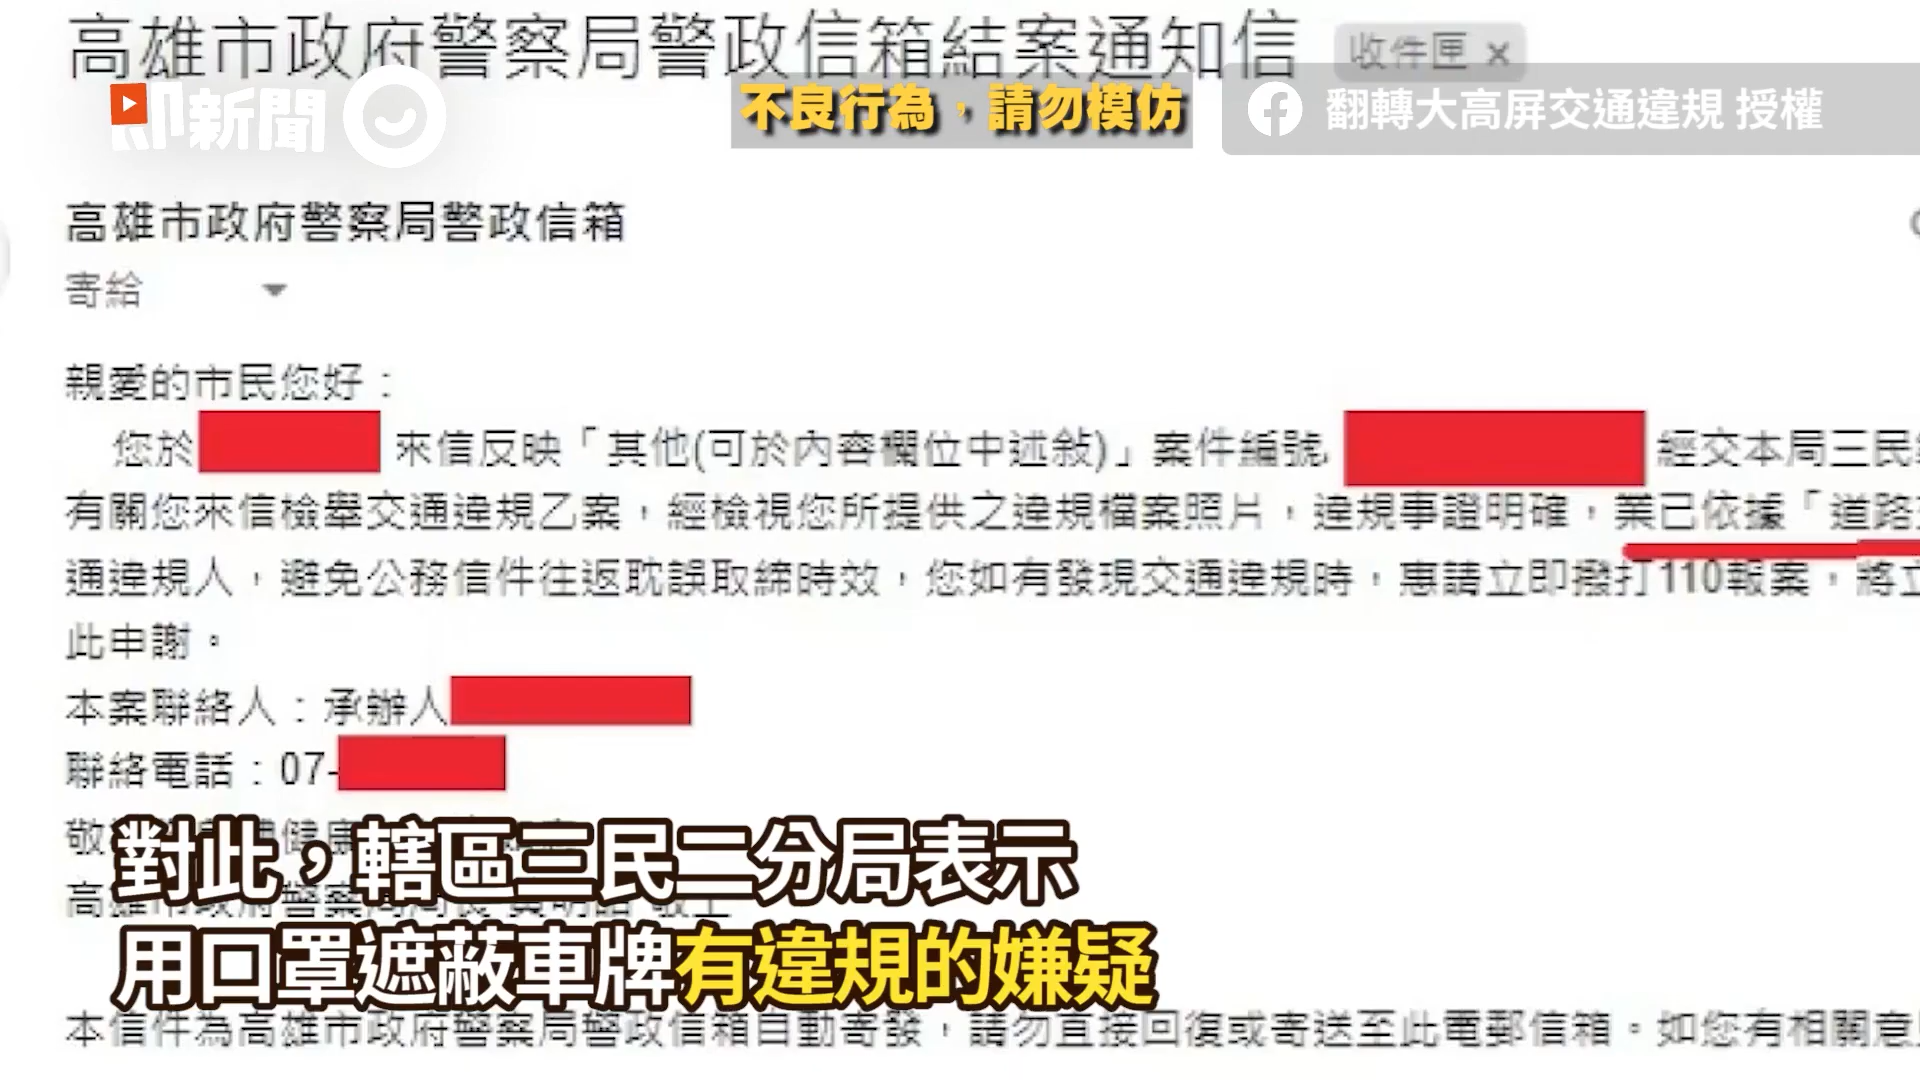 高雄市政府警察局警政信箱結案通知信 收件匣 ×
即新聞
不良行為，請勿模仿
翻轉大高屏交通違規 授權
高雄市政府警察局警政信箱
寄給
親愛的市民您好：
您於 來信反映「其他(可於內容欄位中述敍)」案件編號 經交本局三民
有關您來信檢舉交通違規乙案，經檢視您所提供之違規檔案照片，違規事證明確，業已依據「道路
通違規人，避免公務信件往返耽誤取締時效，您如有發現交通違規時，惠請立即撥打110報案，將立
此申謝。
本案聯絡人：承辦人
聯絡電話：07-
對此，轄區三民二分局表示
用口罩遮蔽車牌有違規的嫌疑
本信件為高雄市政府警察局警政信箱自動寄發，請勿直接回復或寄送至此電郵信箱。如您有相關意